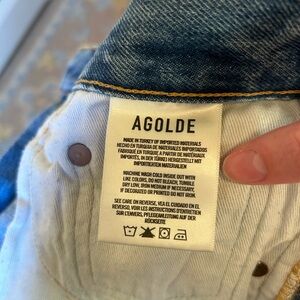 AGOLDE
MADE IN TURKEY OF IMPORTED MATERIALS
HECHO EN TURQUIA DE MATERIALES IMPORTADOS
FABRIQUÉ EN TURQUIE A PARTIR DE MATÉRIAUX
IMPORTÉS, IN DER TÜRKEI HERGESTELLT MIT
IMPORTIERTEN MATERIALIEN
MACHINE WASH COLD INSIDE OUT WITH
LIKE COLORS, DO NOT BLEACH, TUMBLE
DRY LOW, IRON MEDIUM IF NECESSARY,
IF DECORATED OR PRINTED DO NOT IRON.
SEE CARE ON REVERSE, VEA EL CUIDADO EN EL
REVERSO, VOIR LES INSTRUCTIONS D'ENTRETIEN
SUR L'ENVERS, PFLEGEANLEITUNG AUF DER
RÜCKSEITE